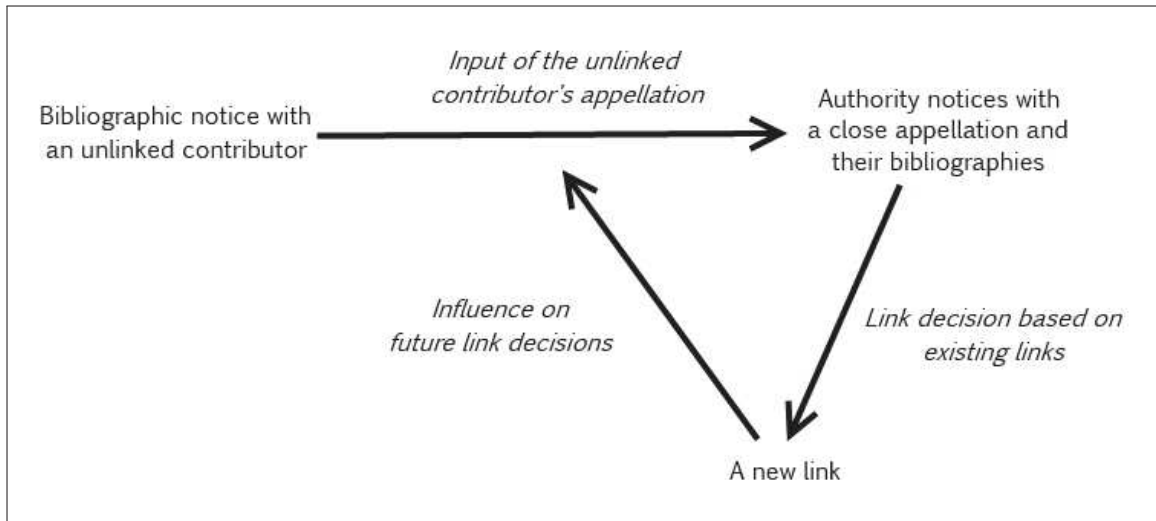 Input of the unlinked
contributor's appellation
Bibliographic notice with
an unlinked contributor
Authority notices with
a close appellation and
their bibliographies
Influence on
future link decisions
Link decision based on
existing links
A new link